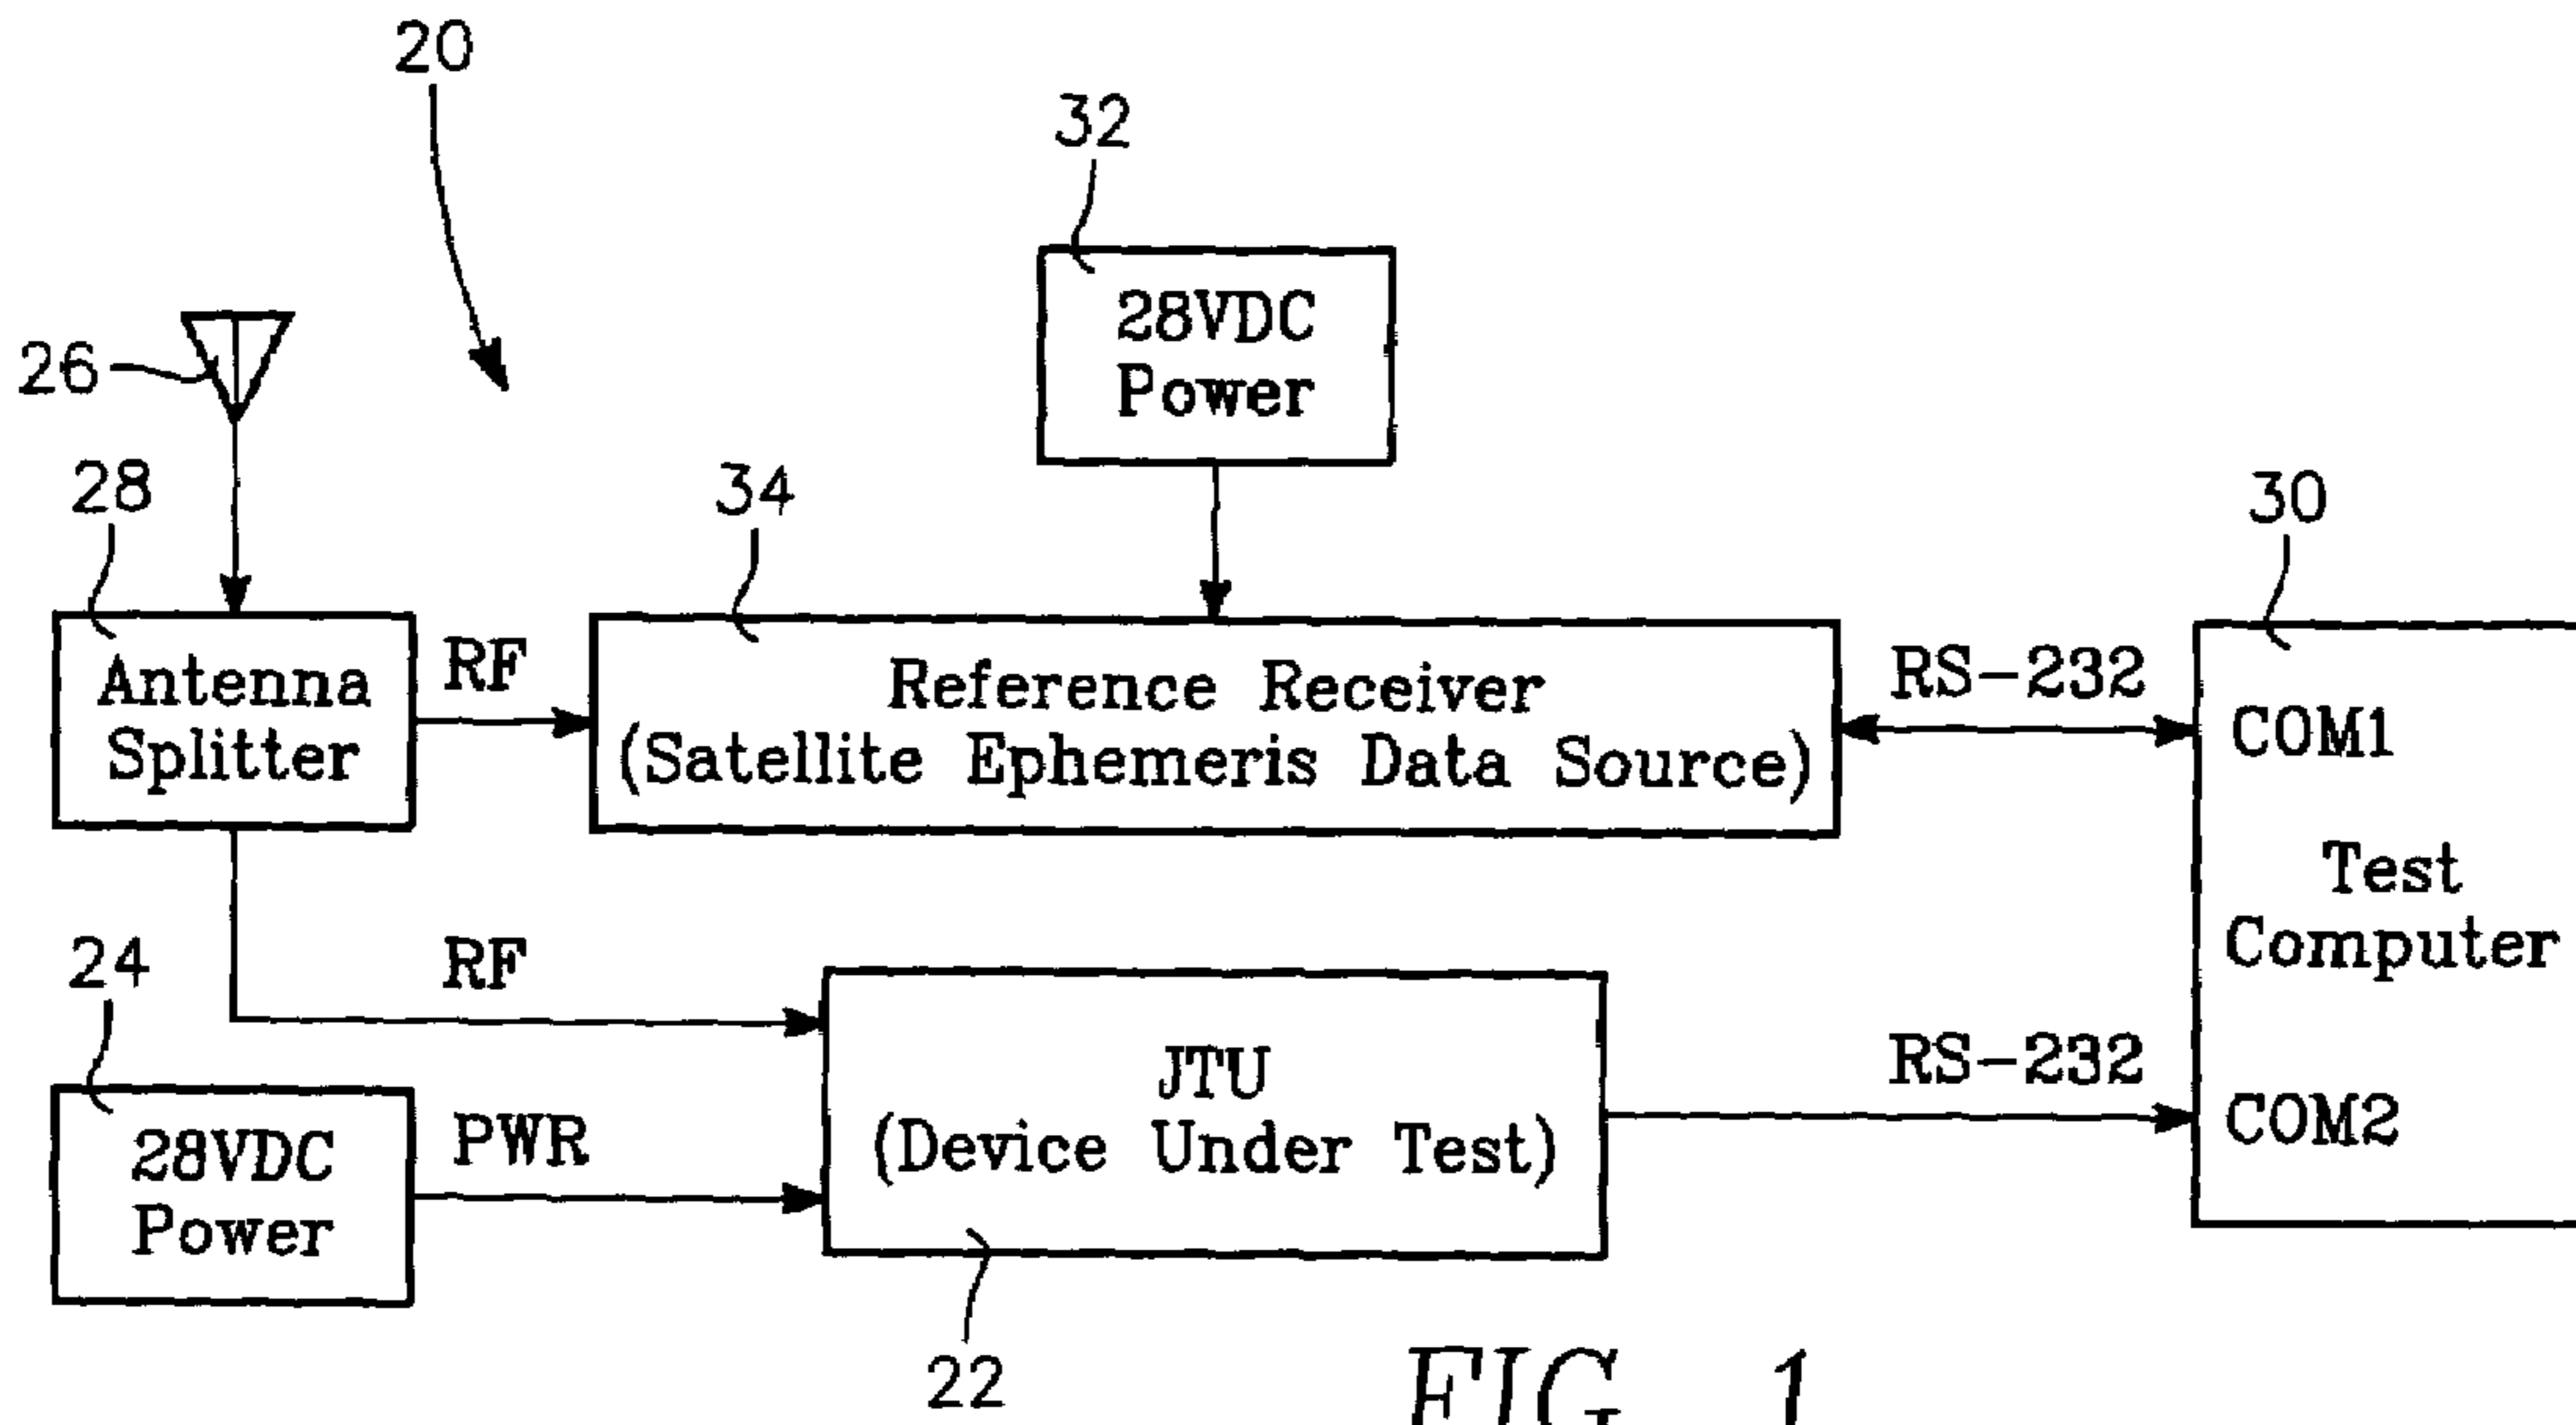 20
32
28VDC
Power
26
28
34
30
Antenna
Splitter
RF
Reference Receiver
(Satellite Ephemeris Data Source)
RS-232
COM1
Test
Computer
24
RF
28VDC
Power
PWR
JTU
(Device Under Test)
RS-232
COM2
22
FIG. 1